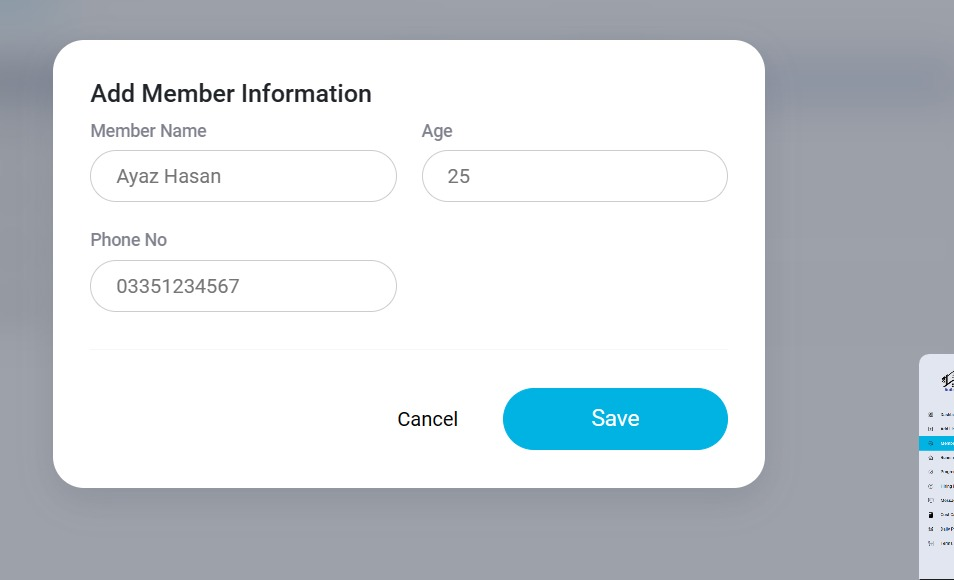 Add Member Information
Member Name
Age
Ayaz Hasan
25
Phone No
03351234567
Cancel
Save